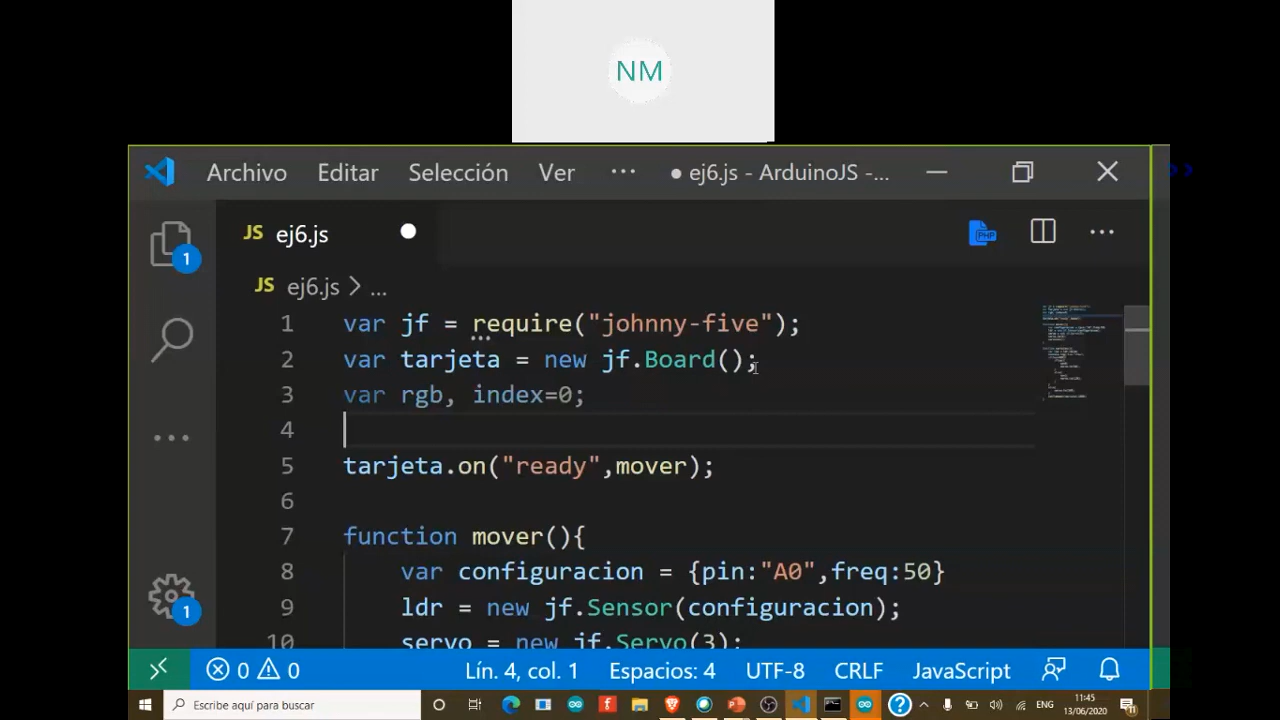 NM
Archivo Editar Selección Ver ··· ● ej6.js - ArduinoJS -... — ×
>>
JS ej6.js ● PHP ···
1
JS ej6.js > ...
1 var jf = require("johnny-five");
2 var tarjeta = new jf.Board();
3 var rgb, index=0;
4
5 tarjeta.on("ready",mover);
6
7 function mover(){
8 var configuracion = {pin:"A0",freq:50}
9 ldr = new jf.Sensor(configuracion);
1
10 servo = new jf.Servo(3);
0 0 Lín. 4, col. 1 Espacios: 4 UTF-8 CRLF JavaScript
Escribe aquí para buscar ENG 11:45
13/06/2020 11